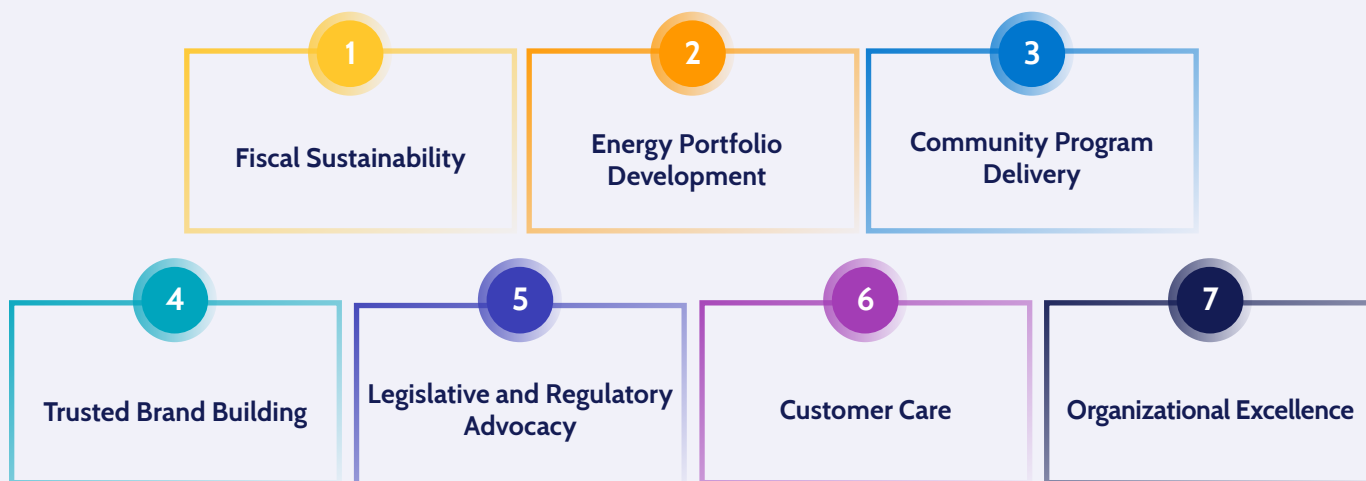 1
Fiscal Sustainability
2
Energy Portfolio
Development
3
Community Program
Delivery
4
Trusted Brand Building
5
Legislative and Regulatory
Advocacy
6
Customer Care
7
Organizational Excellence